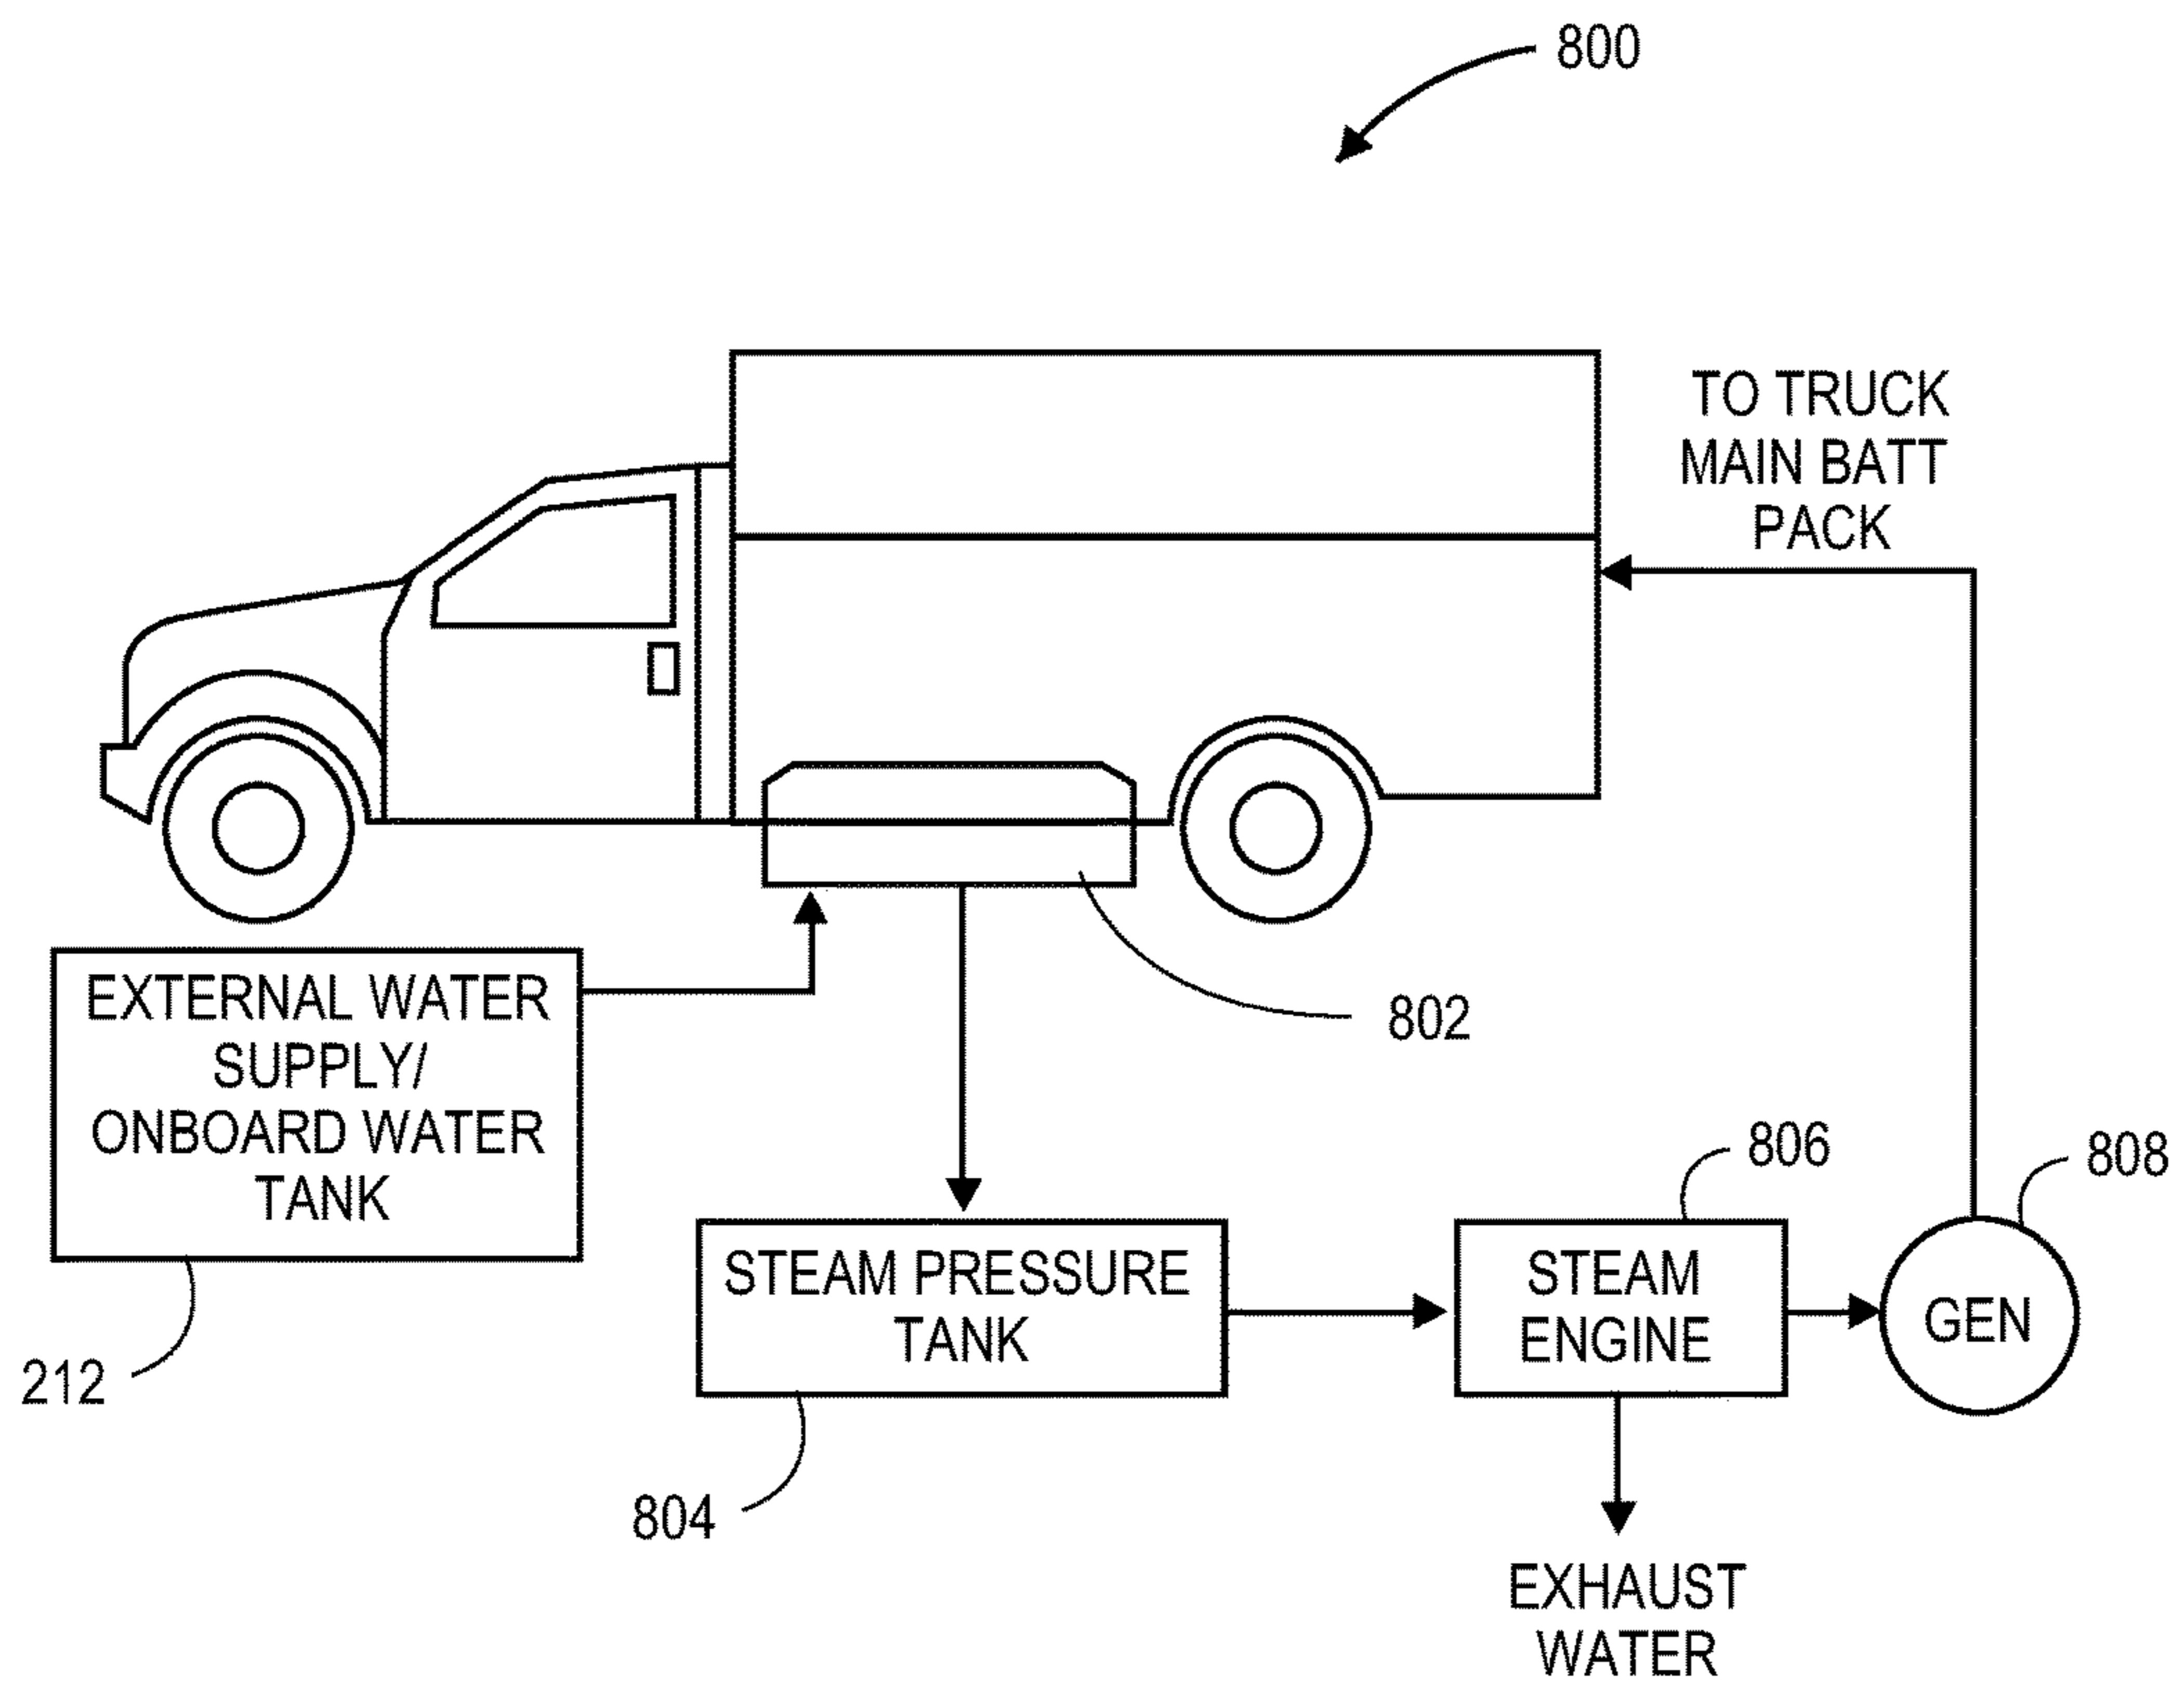 800
TO TRUCK
MAIN BATT
PACK
EXTERNAL WATER
SUPPLY/
ONBOARD WATER
TANK
802
806
808
STEAM PRESSURE
TANK
STEAM
ENGINE
GEN
212
804
EXHAUST
WATER